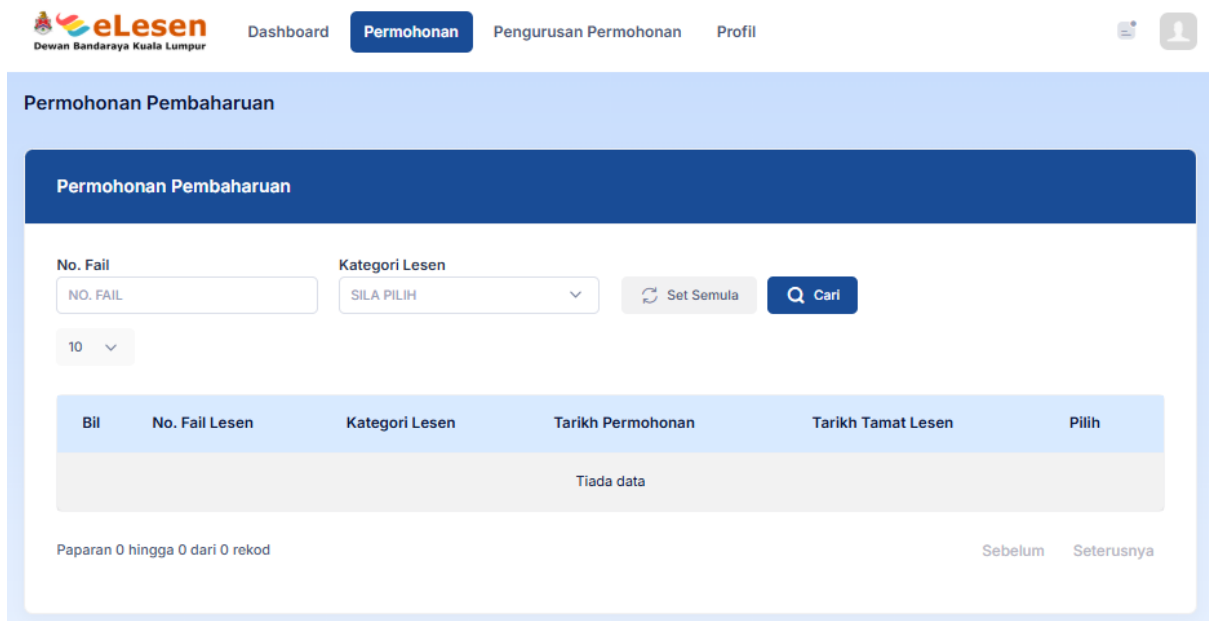 eLesen
Dewan Bandaraya Kuala Lumpur
Dashboard Permohonan Pengurusan Permohonan Profil
Permohonan Pembaharuan
Permohonan Pembaharuan
No. Fail Kategori Lesen
NO. FAIL SILA PILIH Set Semula Cari
10
Bil No. Fail Lesen Kategori Lesen Tarikh Permohonan Tarikh Tamat Lesen Pilih
Tiada data
Paparan 0 hingga 0 dari 0 rekod Sebelum Seterusnya